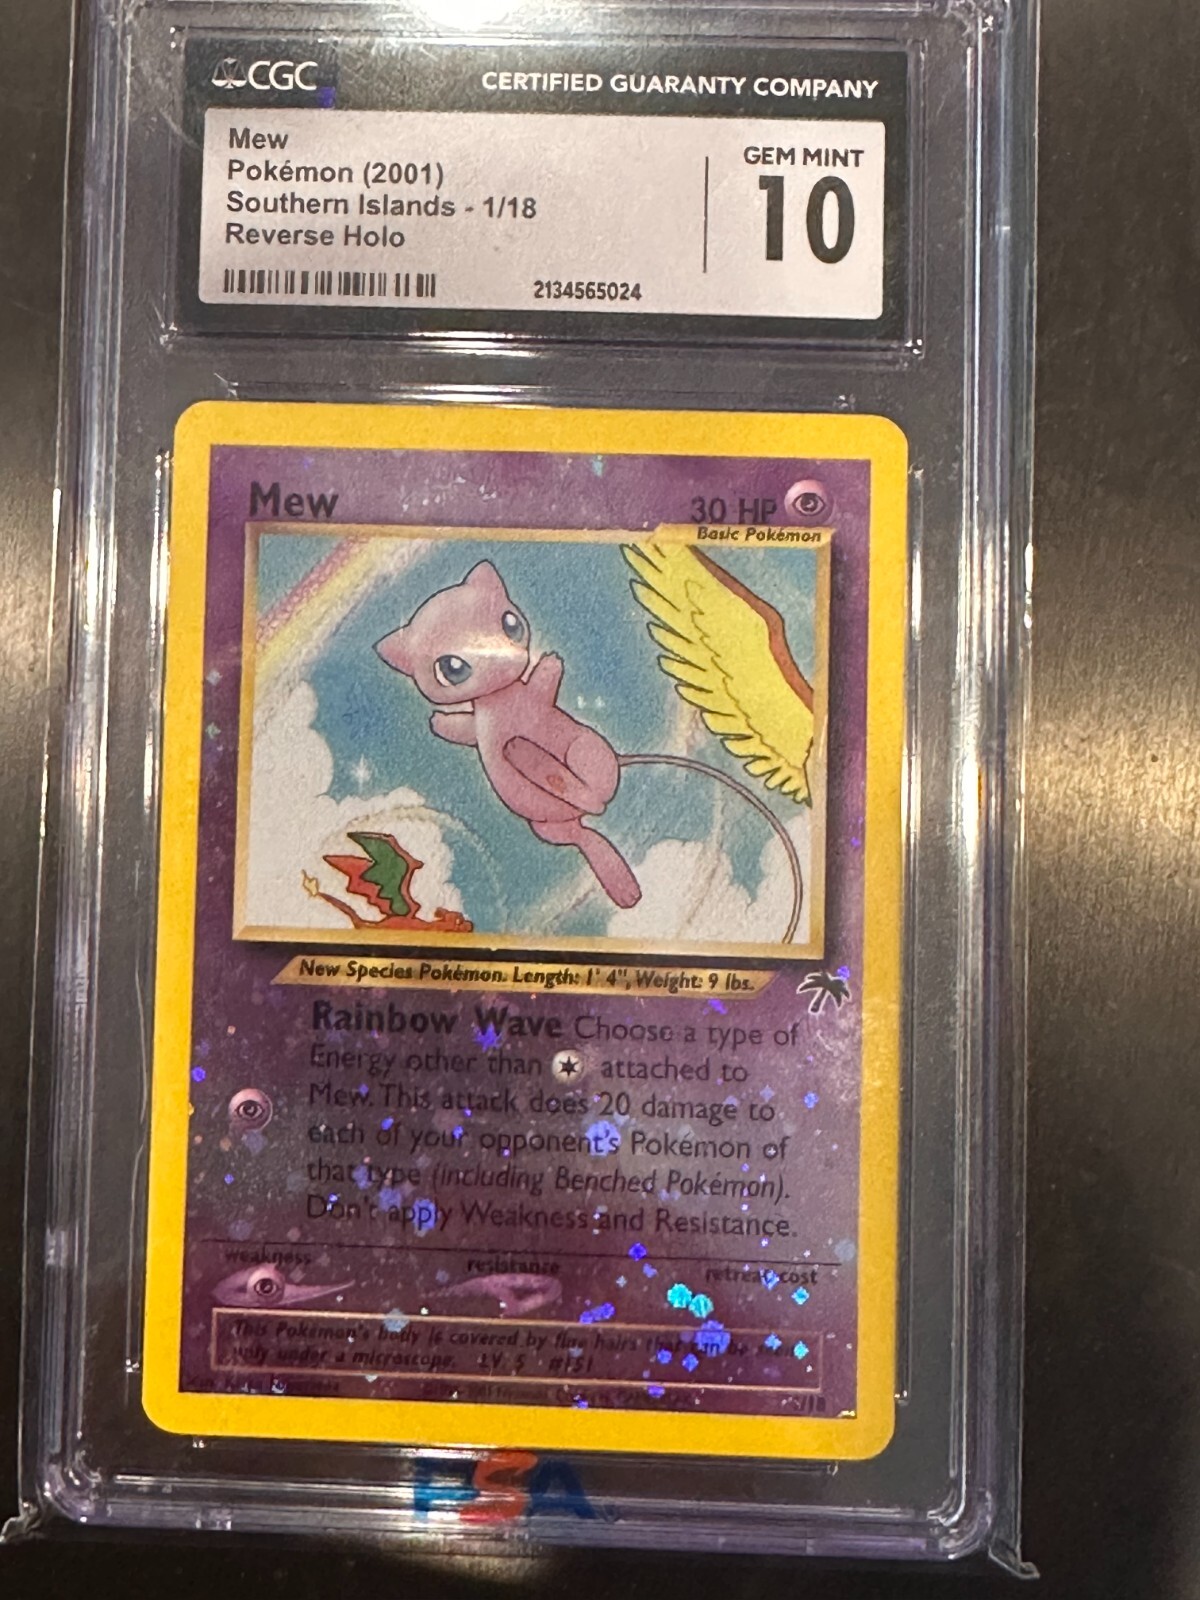 CGC
CERTIFIED GUARANTY COMPANY
Mew
Pokémon (2001)
Southern Islands - 1/18
Reverse Holo
GEM MINT
10
2134565024
Mew
30 HP
Basic Pokémon
New Species Pokémon. Length: 1' 4", Weight: 9 lbs.
Rainbow Wave Choose a type of
Energy other than attached to
Mew. This attack does 20 damage to
each of your opponent's Pokémon of
that type (including Benched Pokémon).
Don't apply Weakness and Resistance.
weakness
resistance
retreat cost
This Pokémon's body is covered by fine hairs that can be seen
only under a microscope. LV. 5 #151
PSA